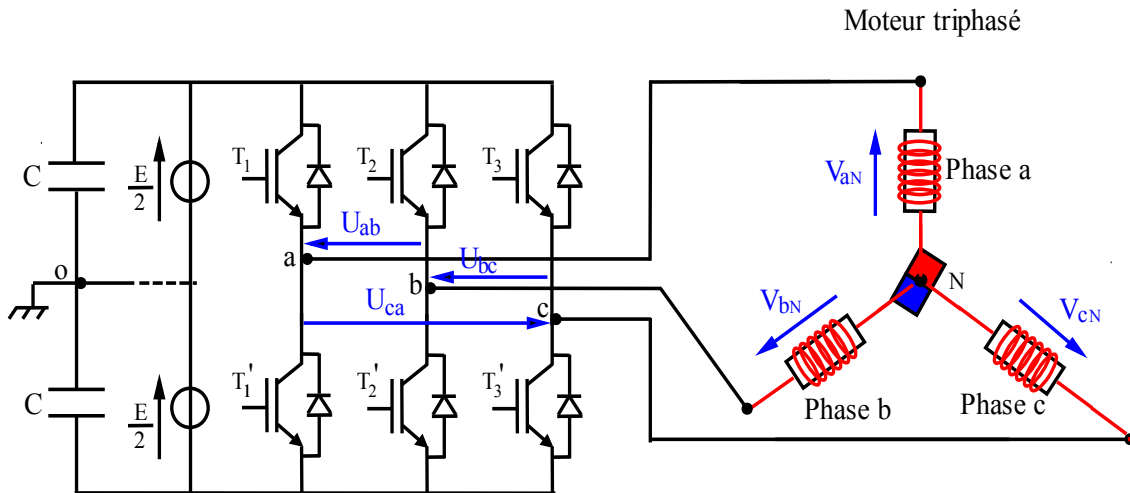 Moteur triphasé
C
E
2
T1
T2
T3
VaN
Phase a
Uab
a
Ubc
o
b
N
Uca
c
VbN
VcN
C
E
2
T1'
T2'
T3'
Phase b
Phase c